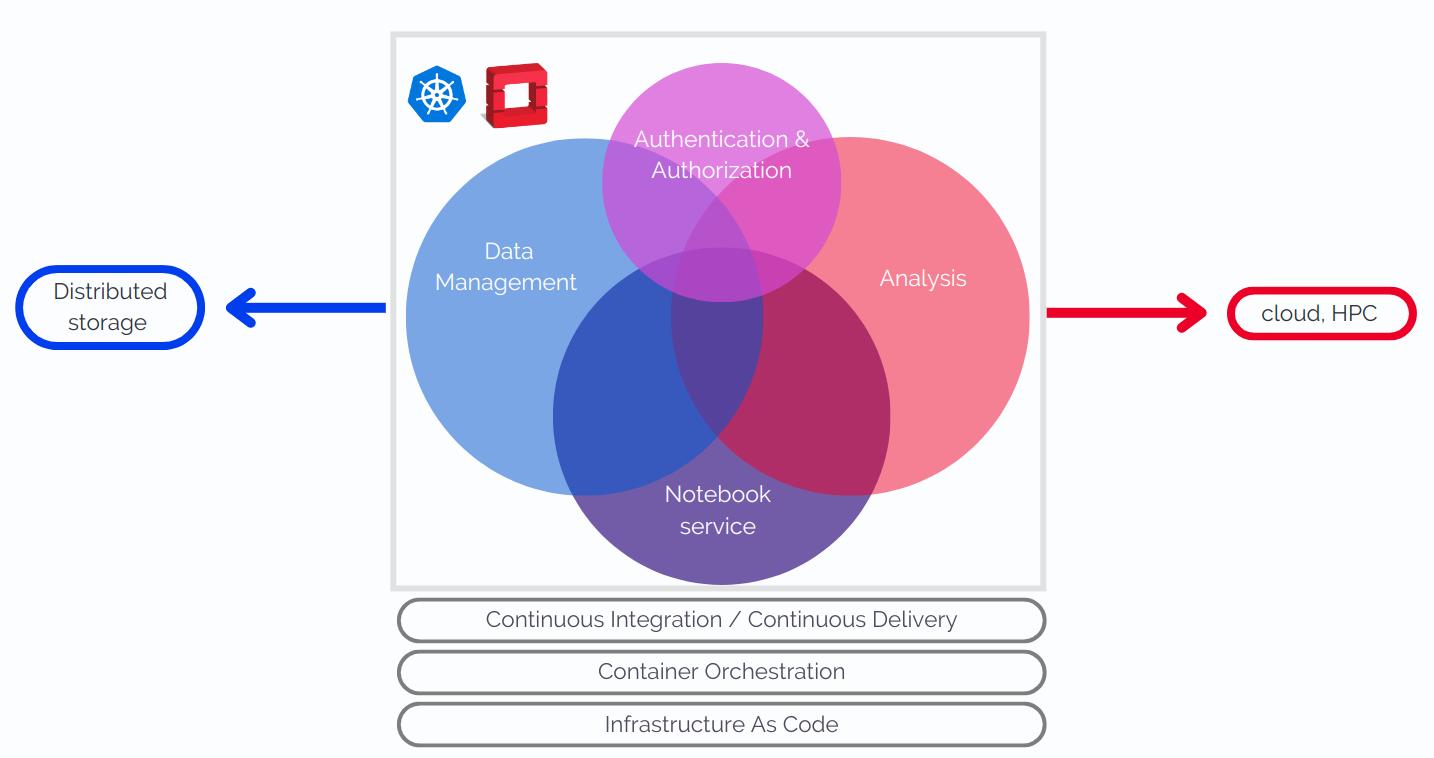 Authentication &
Authorization
Data
Management
Analysis
Distributed
storage
cloud, HPC
Notebook
service
Continuous Integration / Continuous Delivery
Container Orchestration
Infrastructure As Code